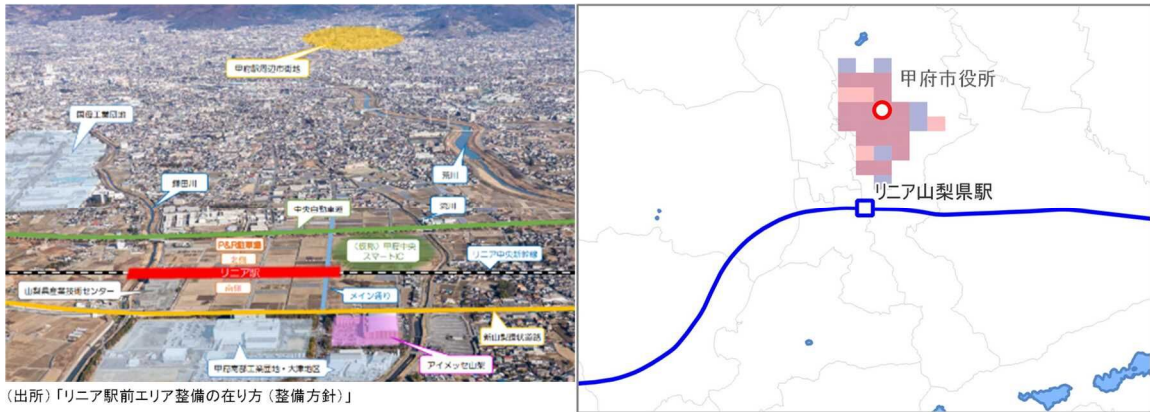 甲府駅周辺市街地
国母工業団地
鎌田川
荒川
中央自動車道
荒川
P&R駐車場
北側
(仮称)甲府中央
スマートIC
リニア中央新幹線
リニア駅
南側
山梨県産業技術センター
メイン通り
新山梨環状道路
甲府南部工業団地・大津地区
アイメッセ山梨
(出所)「リニア駅前エリア整備の在り方(整備方針)」
甲府市役所
リニア山梨県駅